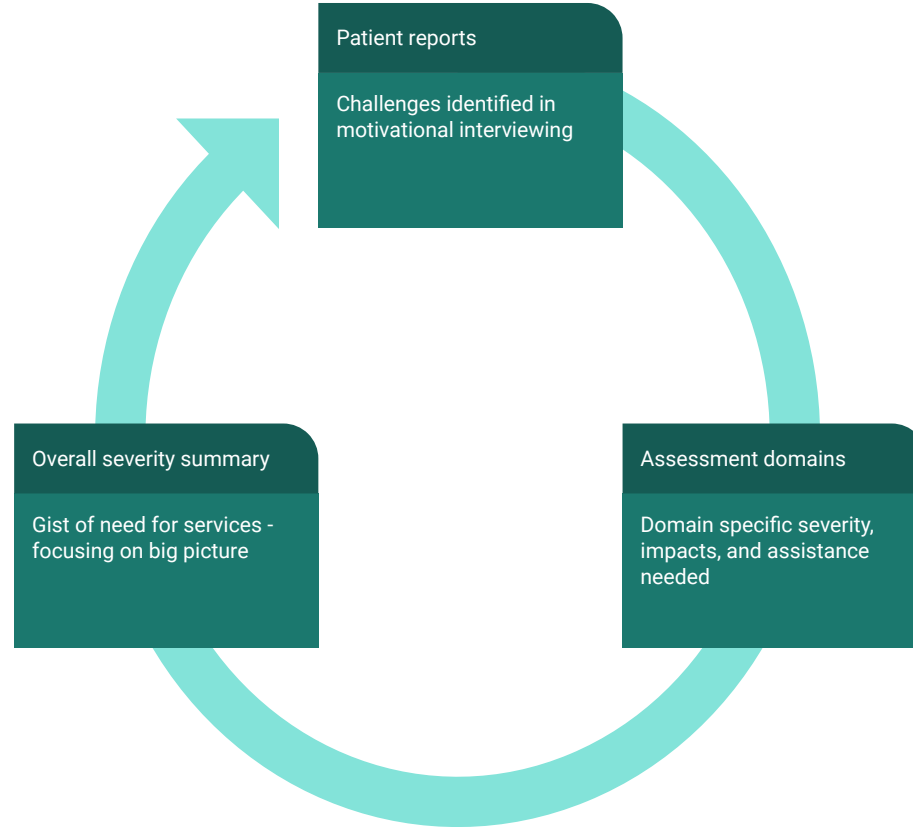 Patient reports
Challenges identified in
motivational interviewing
Assessment domains
Domain specific severity,
impacts, and assistance
needed
Overall severity summary
Gist of need for services -
focusing on big picture